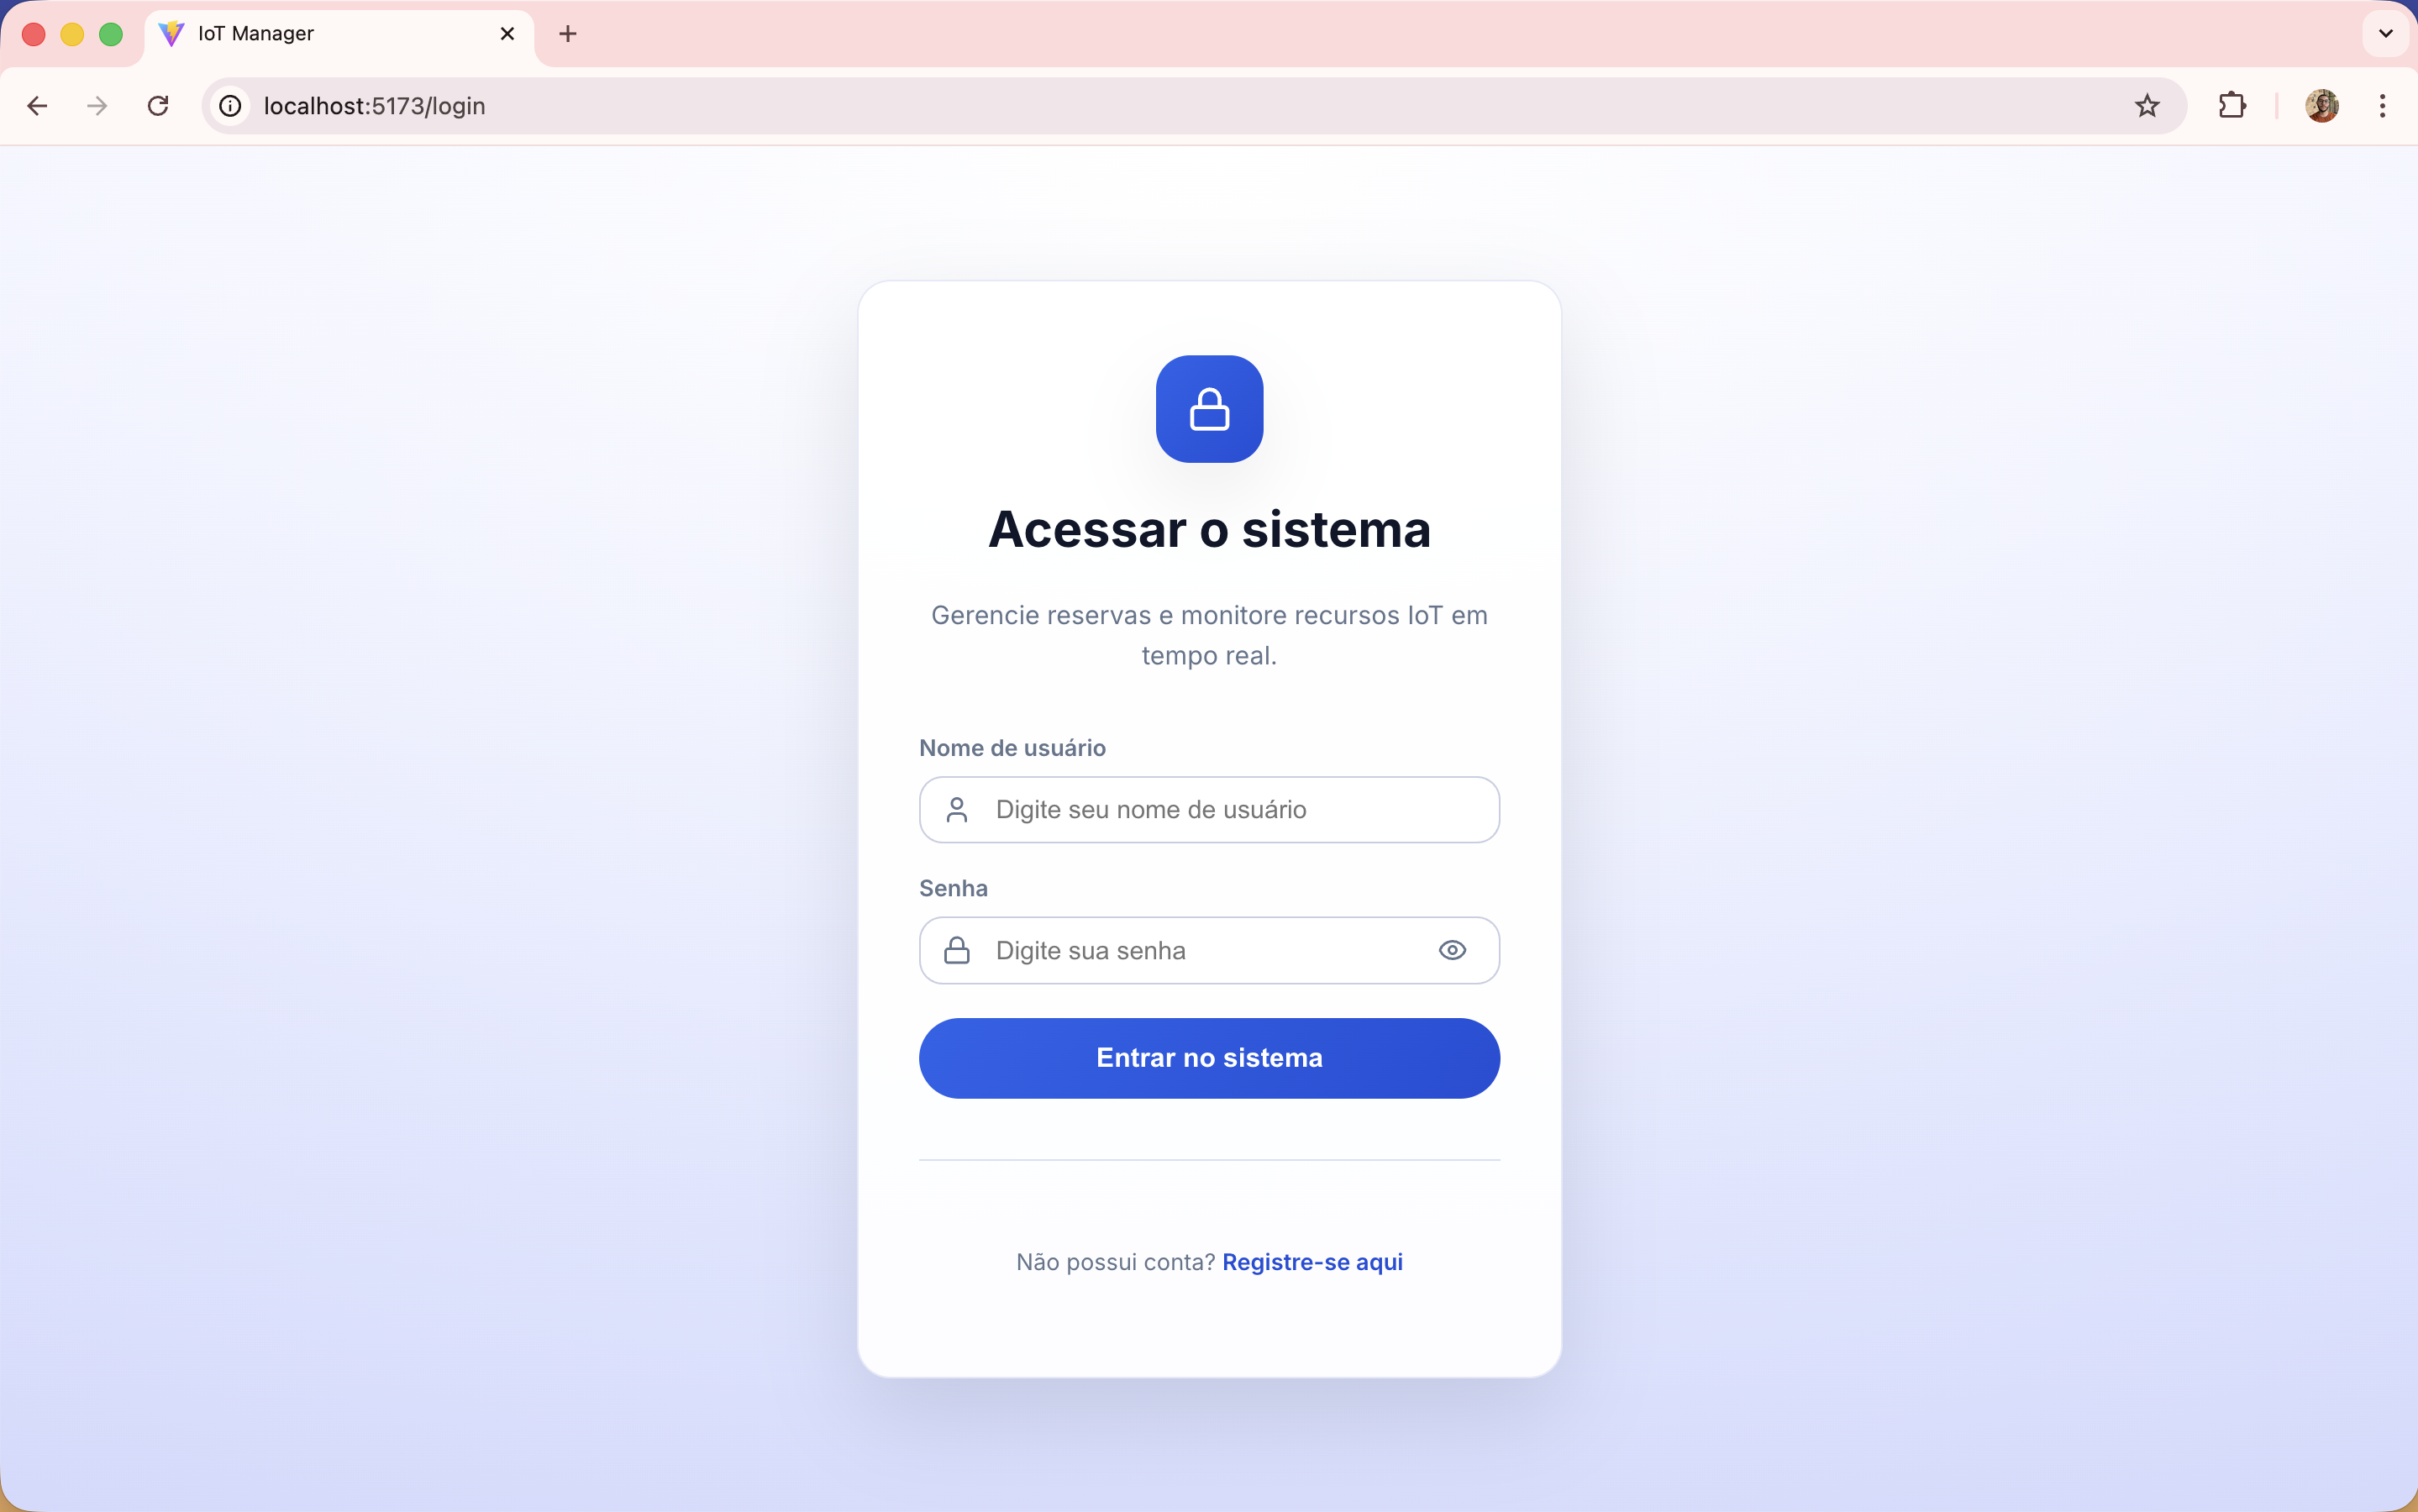 IoT Manager
localhost:5173/login
Acessar o sistema
Gerencie reservas e monitore recursos IoT em
tempo real.
Nome de usuário
Digite seu nome de usuário
Senha
Digite sua senha
Entrar no sistema
Não possui conta? Registre-se aqui